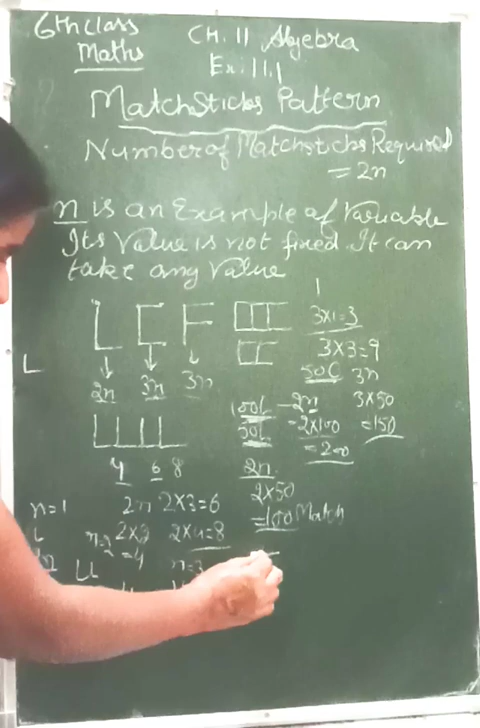 6th class
Maths
CH. 11 Algebra
Ex: 11.1
Matchsticks Pattern
Number of Matchsticks Required
= 2n
n is an Example of Variable
Its Value is not fixed. It can
take any Value
L C F
2n 3n 3n
1
3x1=3
3x3=9
50C 3n
3x50
=150
100L - 2n
=2x100
=200
50L
2n
2x50
=100 Match
L
4 6 8
2n 2x3=6
2x4=8
n=1
L
n=2
=4
n=3